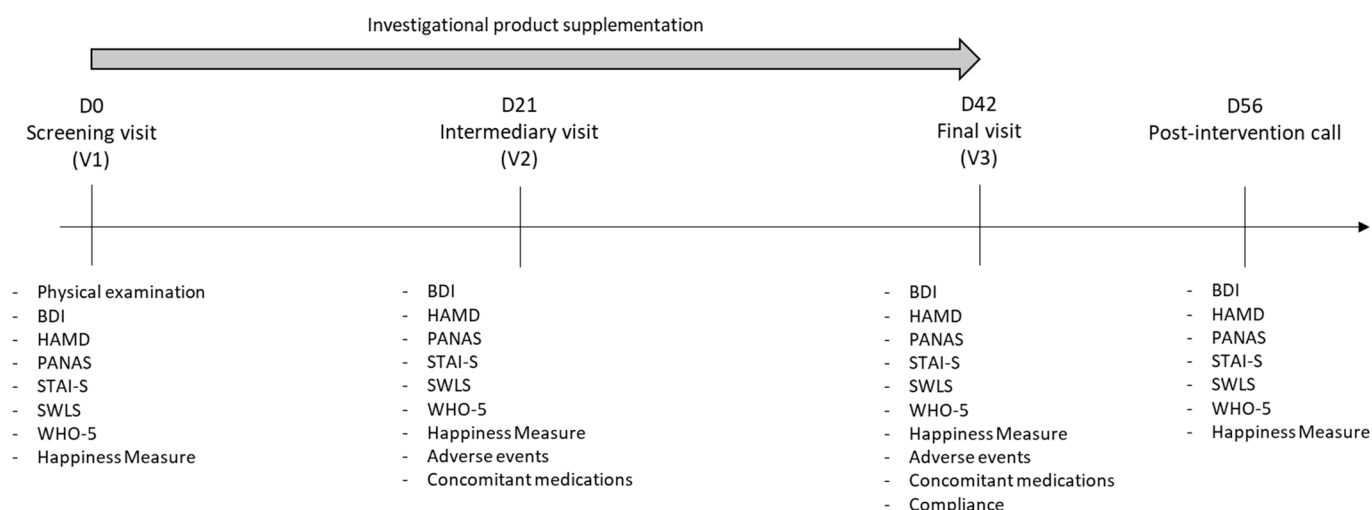 Investigational product supplementation
D0
Screening visit
(V1)
D21
Intermediary visit
(V2)
D42
Final visit
(V3)
D56
Post-intervention call
- Physical examination
- BDI
- HAMD
- PANAS
- STAI-S
- SWLS
- WHO-5
- Happiness Measure
- BDI
- HAMD
- PANAS
- STAI-S
- SWLS
- WHO-5
- Happiness Measure
- Adverse events
- Concomitant medications
- BDI
- HAMD
- PANAS
- STAI-S
- SWLS
- WHO-5
- Happiness Measure
- Adverse events
- Concomitant medications
- Compliance
- BDI
- HAMD
- PANAS
- STAI-S
- SWLS
- WHO-5
- Happiness Measure